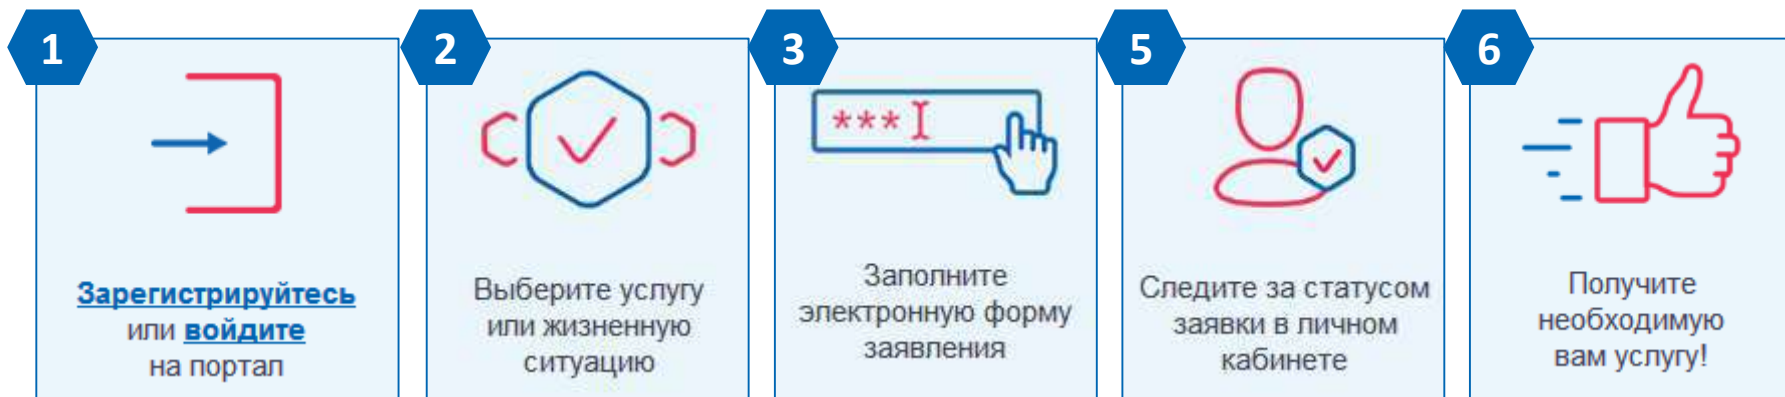 1
Зарегистрируйтесь
или войдите
на портал
2
Выберите услугу
или жизненную
ситуацию
3
***
Заполните
электронную форму
заявления
5
Следите за статусом
заявки в личном
кабинете
6
Получите
необходимую
вам услугу!